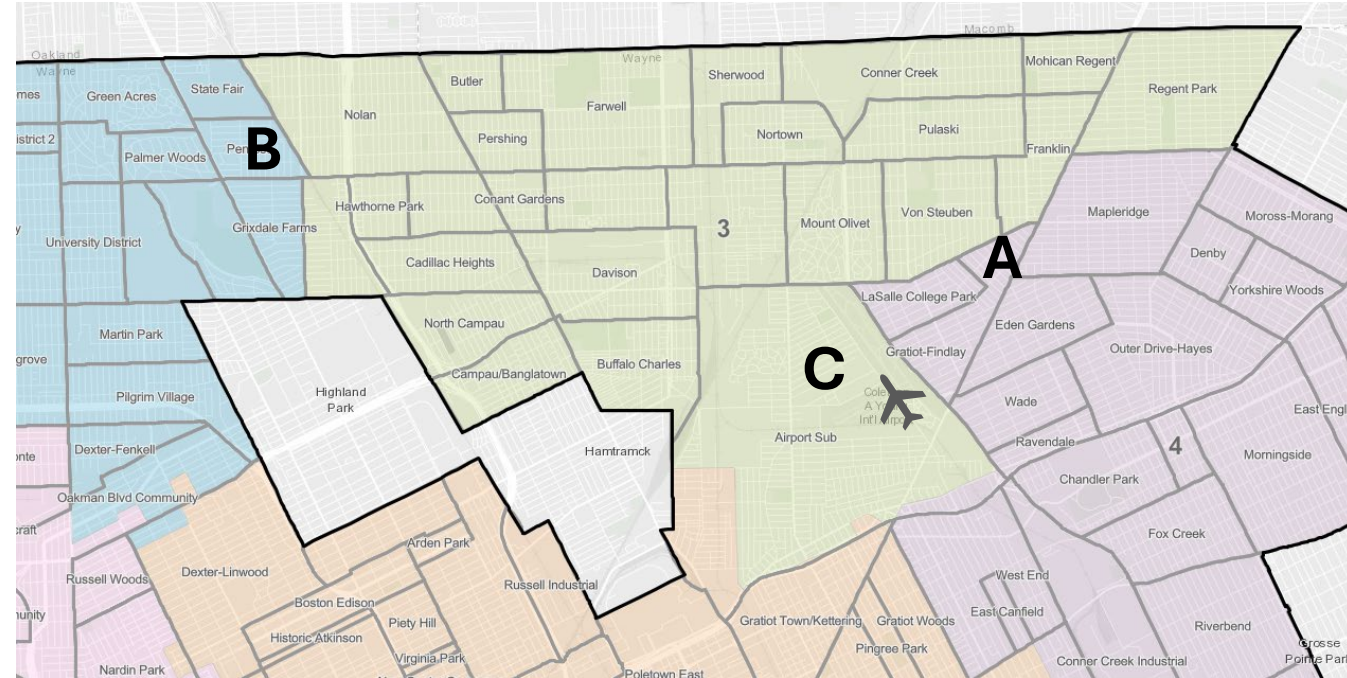 Oakland
Wayne
Macomb
Wayne
mes
Green Acres
State Fair
Nolan
Butler
Farwell
Sherwood
Conner Creek
Mohican Regent
Regent Park
istrict 2
Palmer Woods
Pen
B
Pershing
Nortown
Pulaski
Franklin
y
University District
Grixdale Farms
Hawthorne Park
Conant Gardens
3
Mount Olivet
Von Steuben
Mapleridge
Moross-Morang
Cadillac Heights
Davison
A
Denby
LaSalle College Park
Yorkshire Woods
Martin Park
North Campau
Eden Gardens
grove
Campau/Banglatown
Buffalo Charles
C
Gratiot-Findlay
Outer Drive-Hayes
Pilgrim Village
Highland
Park
Cole
A Y
Int'l Airpo
Wade
East Engl
Airport Sub
Ravendale
4
onte
Dexter-Fenkell
Hamtramck
Chandler Park
Morningside
Oakman Blvd Community
craft
Arden Park
Fox Creek
Russell Woods
Dexter-Linwood
Russell Industrial
West End
Boston Edison
East Canfield
nunity
Historic Atkinson
Piety Hill
Gratiot Town/Kettering
Gratiot Woods
Riverbend
Virginia Park
Pingree Park
Grosse
Pointe Park
Nardin Park
Poletown East
Conner Creek Industrial